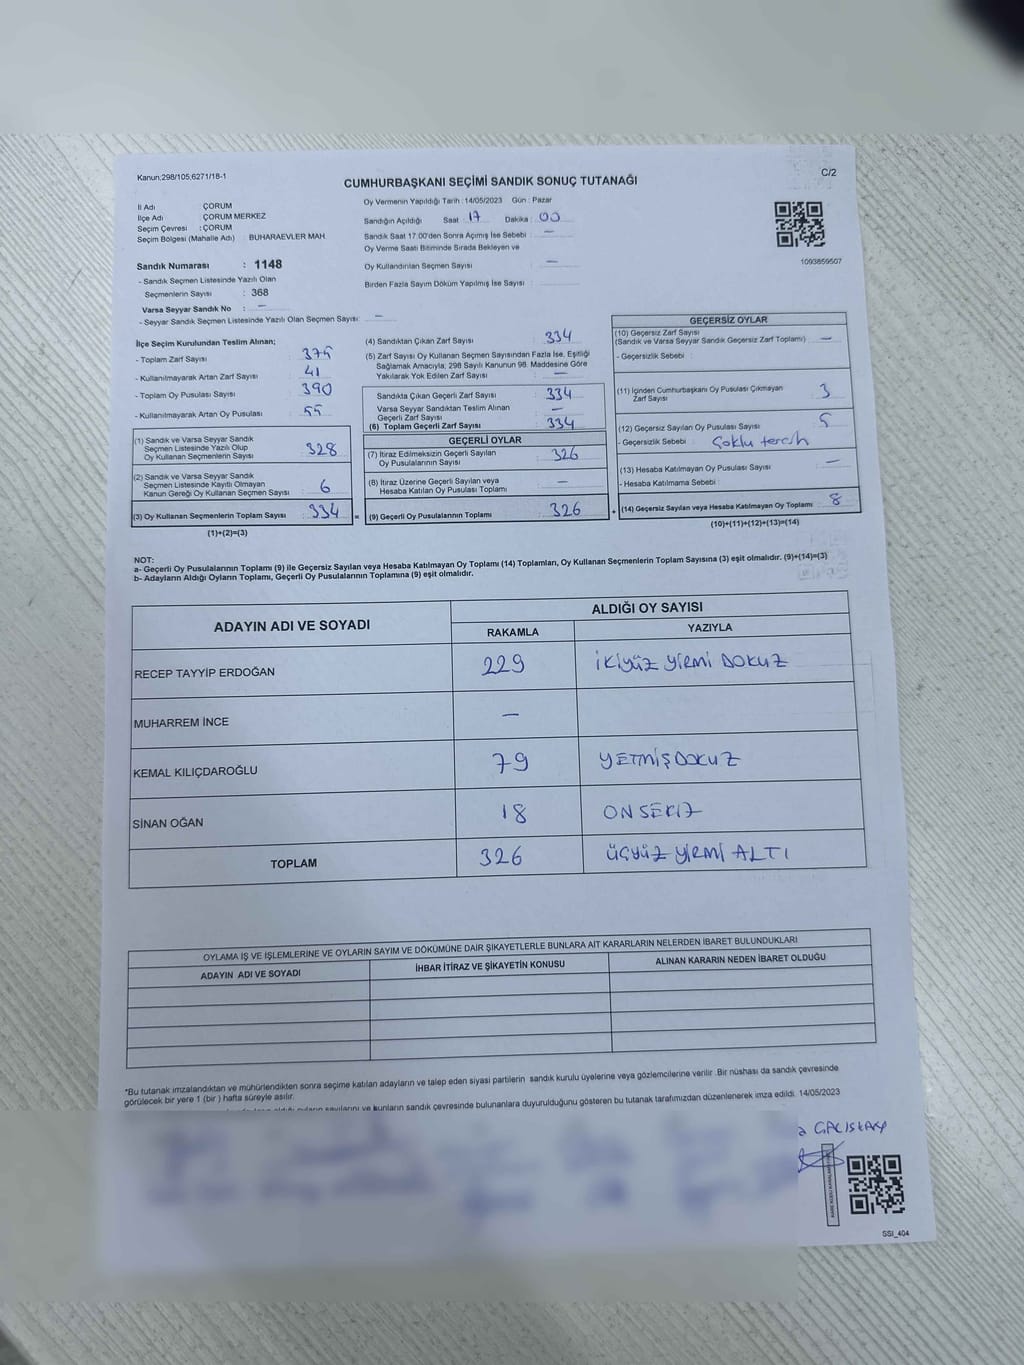 Kanun;298/105,6271/18-1
C/2
CUMHURBAŞKANI SEÇİMİ SANDIK SONUÇ TUTANAĞI
İl Adı ÇORUM
İlçe Adı ÇORUM MERKEZ
Seçim Çevresi : ÇORUM
Seçim Bölgesi (Mahalle Adı) BUHARAEVLER MAH.
Sandık Numarası : 1148
- Sandık Seçmen Listesinde Yazılı Olan
Seçmenlerin Sayısı : 368
Varsa Seyyar Sandık No : —
- Seyyar Sandık Seçmen Listesinde Yazılı Olan Seçmen Sayısı: —
Oy Vermenin Yapıldığı Tarih : 14/05/2023 Gün : Pazar
Sandığın Açıldığı Saat : 17 Dakika : 00
Sandık Saat 17:00'den Sonra Açımış İse Sebebi : —
Oy Verme Saati Bitiminde Sırada Bekleyen ve
Oy Kullandırılan Seçmen Sayısı : —
Birden Fazla Sayım Döküm Yapılmış İse Sayısı :
1093859507
İlçe Seçim Kurulundan Teslim Alınan;
- Toplam Zarf Sayısı : 375
- Kullanılmayarak Artan Zarf Sayısı : 41
- Toplam Oy Pusulası Sayısı : 390
- Kullanılmayarak Artan Oy Pusulası : 55
(1) Sandık ve Varsa Seyyar Sandık
Seçmen Listesinde Yazılı Olup
Oy Kullanan Seçmenlerin Sayısı : 328
(2) Sandık ve Varsa Seyyar Sandık
Seçmen Listesinde Kayıtlı Olmayan
Kanun Gereği Oy Kullanan Seçmen Sayısı : 6
(3) Oy Kullanan Seçmenlerin Toplam Sayısı : 334
(1)+(2)=(3)
(4) Sandıktan Çıkan Zarf Sayısı : 334
(5) Zarf Sayısı Oy Kullanan Seçmen Sayısından Fazla İse, Eşitliği
Sağlamak Amacıyla; 298 Sayılı Kanunun 98. Maddesine Göre
Yakılarak Yok Edilen Zarf Sayısı : —
Sandıkta Çıkan Geçerli Zarf Sayısı : 334
Varsa Seyyar Sandıktan Teslim Alınan
Geçerli Zarf Sayısı : —
(6) Toplam Geçerli Zarf Sayısı : 334
GEÇERLİ OYLAR
(7) İtiraz Edilmeksizin Geçerli Sayılan
Oy Pusulalarının Sayısı : 326
(8) İtiraz Üzerine Geçerli Sayılan veya
Hesaba Katılan Oy Pusulası Toplamı : —
= (9) Geçerli Oy Pusulalarının Toplamı : 326
GEÇERSİZ OYLAR
(10) Geçersiz Zarf Sayısı
(Sandık ve Varsa Seyyar Sandık Geçersiz Zarf Toplamı) : —
- Geçersizlik Sebebi :
(11) İçinden Cumhurbaşkanı Oy Pusulası Çıkmayan
Zarf Sayısı : 3
(12) Geçersiz Sayılan Oy Pusulası Sayısı : 5
- Geçersizlik Sebebi : Çoklu tercih
(13) Hesaba Katılmayan Oy Pusulası Sayısı : —
- Hesaba Katılmama Sebebi :
+ (14) Geçersiz Sayılan veya Hesaba Katılmayan Oy Toplamı : 8
(10)+(11)+(12)+(13)=(14)
NOT:
a- Geçerli Oy Pusulalarının Toplamı (9) ile Geçersiz Sayılan veya Hesaba Katılmayan Oy Toplamı (14) Toplamları, Oy Kullanan Seçmenlerin Toplam Sayısına (3) eşit olmalıdır. (9)+(14)=(3)
b- Adayların Aldığı Oyların Toplamı, Geçerli Oy Pusulalarının Toplamına (9) eşit olmalıdır.
ADAYIN ADI VE SOYADI
ALDIĞI OY SAYISI
RAKAMLA YAZIYLA
RECEP TAYYİP ERDOĞAN 229 İKİYÜZ YİRMİ DOKUZ
MUHARREM İNCE —
KEMAL KILIÇDAROĞLU 79 YETMİŞ DOKUZ
SİNAN OĞAN 18 ON SEKİZ
TOPLAM 326 ÜÇYÜZ YİRMİ ALTI
OYLAMA İŞ VE İŞLEMLERİNE VE OYLARIN SAYIM VE DÖKÜMÜNE DAİR ŞİKAYETLERLE BUNLARA AİT KARARLARIN NELERDEN İBARET BULUNDUKLARI
ADAYIN ADI VE SOYADI İHBAR İTİRAZ VE ŞİKAYETİN KONUSU ALINAN KARARIN NEDEN İBARET OLDUĞU
*Bu tutanak imzalandıktan ve mühürlendikten sonra seçime katılan adayların ve talep eden siyasi partilerin sandık kurulu üyelerine veya gözlemcilerine verilir .Bir nüshası da sandık çevresinde
görülecek bir yere 1 (bir ) hafta süreyle asılır.
ve bunların sandık çevresinde bulunanlara duyurulduğunu gösteren bu tutanak tarafımızdan düzenlenerek imza edildi. 14/05/2023
SSI_404